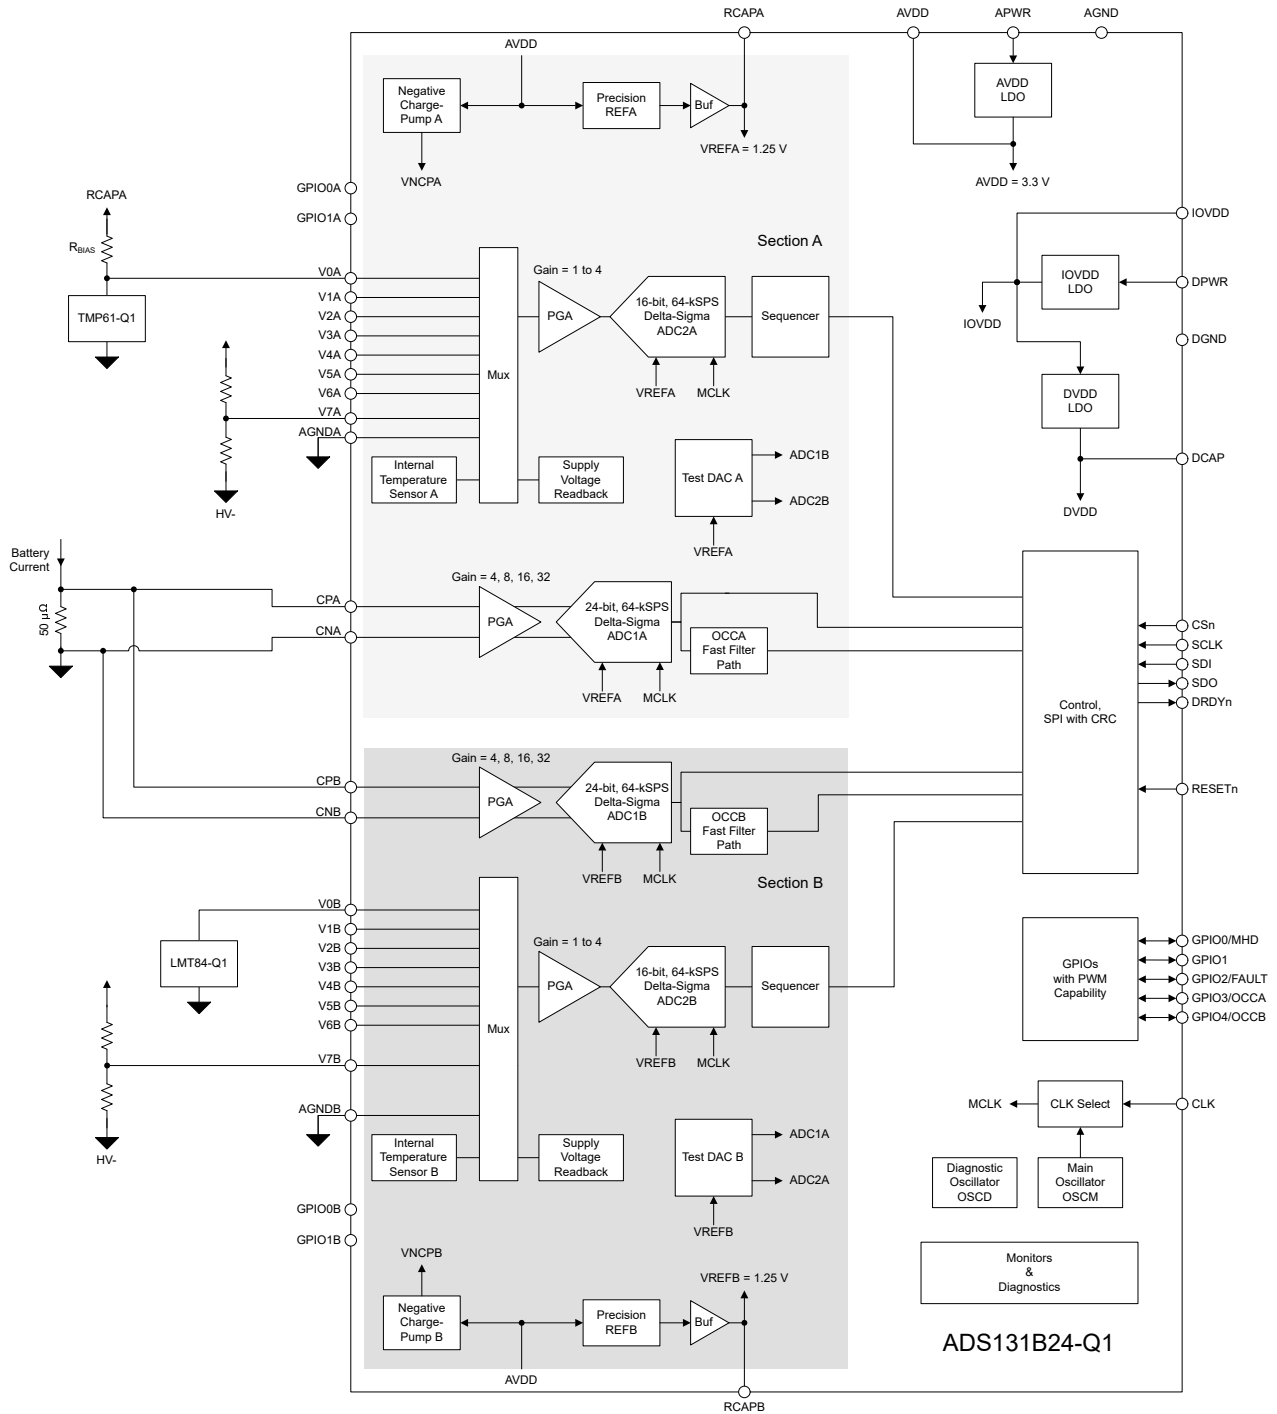 RCAPA
AVDD
APWR
AGND
AVDD
Negative
Charge-
Pump A
Precision
REFA
Buf
AVDD
LDO
VREFA = 1.25 V
VNCPA
AVDD = 3.3 V
GPIO0A
GPIO1A
RCAPA
RBIAS
TMP61-Q1
Section A
IOVDD
V0A
V1A
V2A
V3A
V4A
V5A
V6A
V7A
AGNDA
Mux
Gain = 1 to 4
PGA
16-bit, 64-kSPS
Delta-Sigma
ADC2A
Sequencer
VREFA
MCLK
IOVDD
LDO
DPWR
IOVDD
DGND
DVDD
LDO
DCAP
DVDD
HV-
Internal
Temperature
Sensor A
Supply
Voltage
Readback
Test DAC A
ADC1B
ADC2B
VREFA
Battery
Current
50 µΩ
CPA
CNA
Gain = 4, 8, 16, 32
PGA
24-bit, 64-kSPS
Delta-Sigma
ADC1A
OCCA
Fast Filter
Path
VREFA
MCLK
Control,
SPI with CRC
CSn
SCLK
SDI
SDO
DRDYn
RESETn
Gain = 4, 8, 16, 32
CPB
CNB
PGA
24-bit, 64-kSPS
Delta-Sigma
ADC1B
OCCB
Fast Filter
Path
VREFB
MCLK
Section B
V0B
V1B
V2B
V3B
V4B
V5B
V6B
V7B
AGNDB
LMT84-Q1
HV-
Mux
Gain = 1 to 4
PGA
16-bit, 64-kSPS
Delta-Sigma
ADC2B
Sequencer
VREFB
MCLK
GPIOs
with PWM
Capability
GPIO0/MHD
GPIO1
GPIO2/FAULT
GPIO3/OCCA
GPIO4/OCCB
MCLK
CLK Select
CLK
Diagnostic
Oscillator
OSCD
Main
Oscillator
OSCM
Internal
Temperature
Sensor B
Supply
Voltage
Readback
Test DAC B
ADC1A
ADC2A
VREFB
GPIO0B
GPIO1B
VNCPB
VREFB = 1.25 V
Negative
Charge-
Pump B
Precision
REFB
Buf
AVDD
Monitors
&
Diagnostics
ADS131B24-Q1
RCAPB